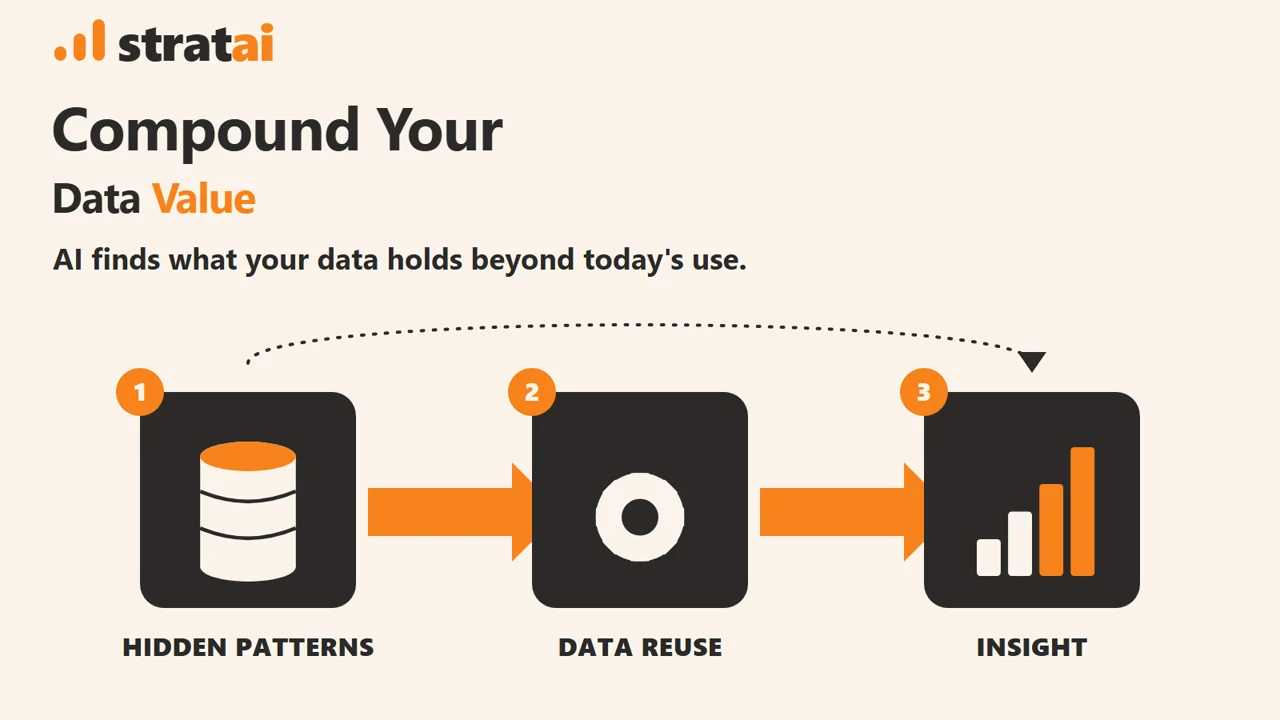 stratai
Compound Your
Data Value
AI finds what your data holds beyond today's use.
1
2
3
HIDDEN PATTERNS
DATA REUSE
INSIGHT